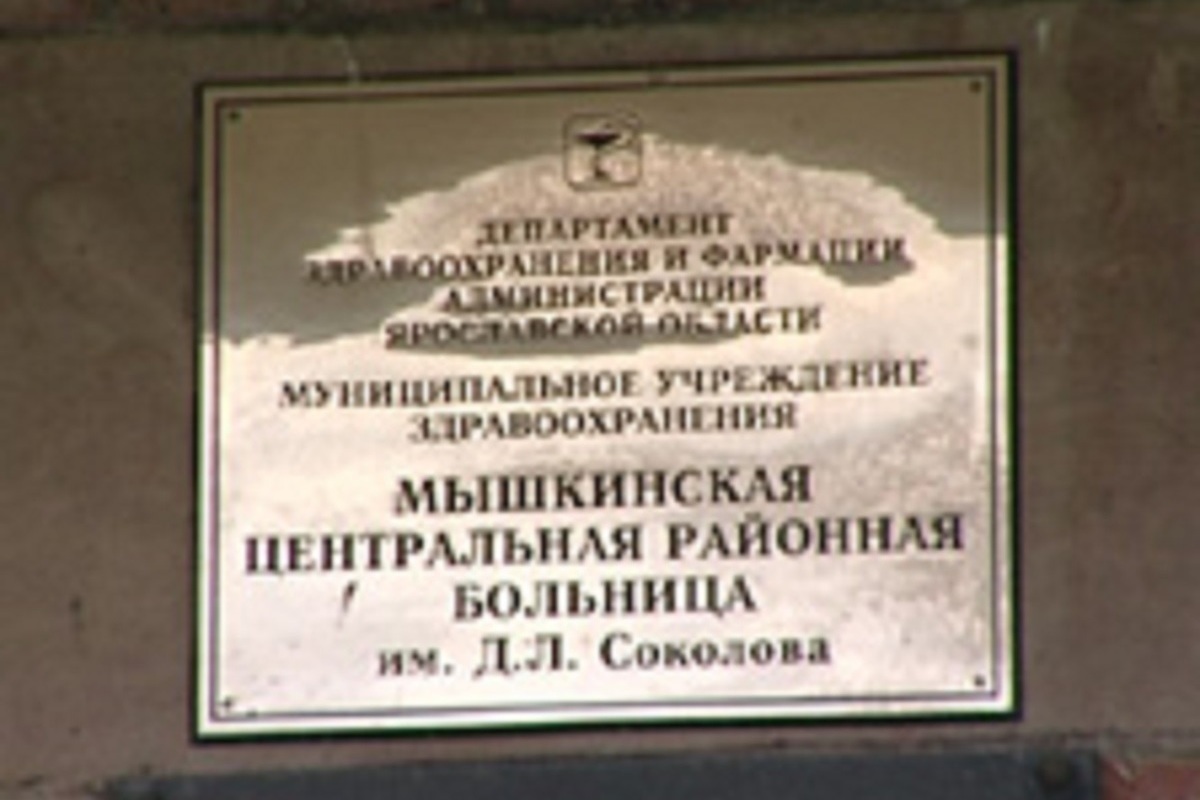 ДЕПАРТАМЕНТ
ЗДРАВООХРАНЕНИЯ И ФАРМАЦИИ
АДМИНИСТРАЦИИ
ЯРОСЛАВСКОЙ ОБЛАСТИ
МУНИЦИПАЛЬНОЕ УЧРЕЖДЕНИЕ
ЗДРАВООХРАНЕНИЯ
МЫШКИНСКАЯ
ЦЕНТРАЛЬНАЯ РАЙОННАЯ
БОЛЬНИЦА
им. Д.Л. Соколова